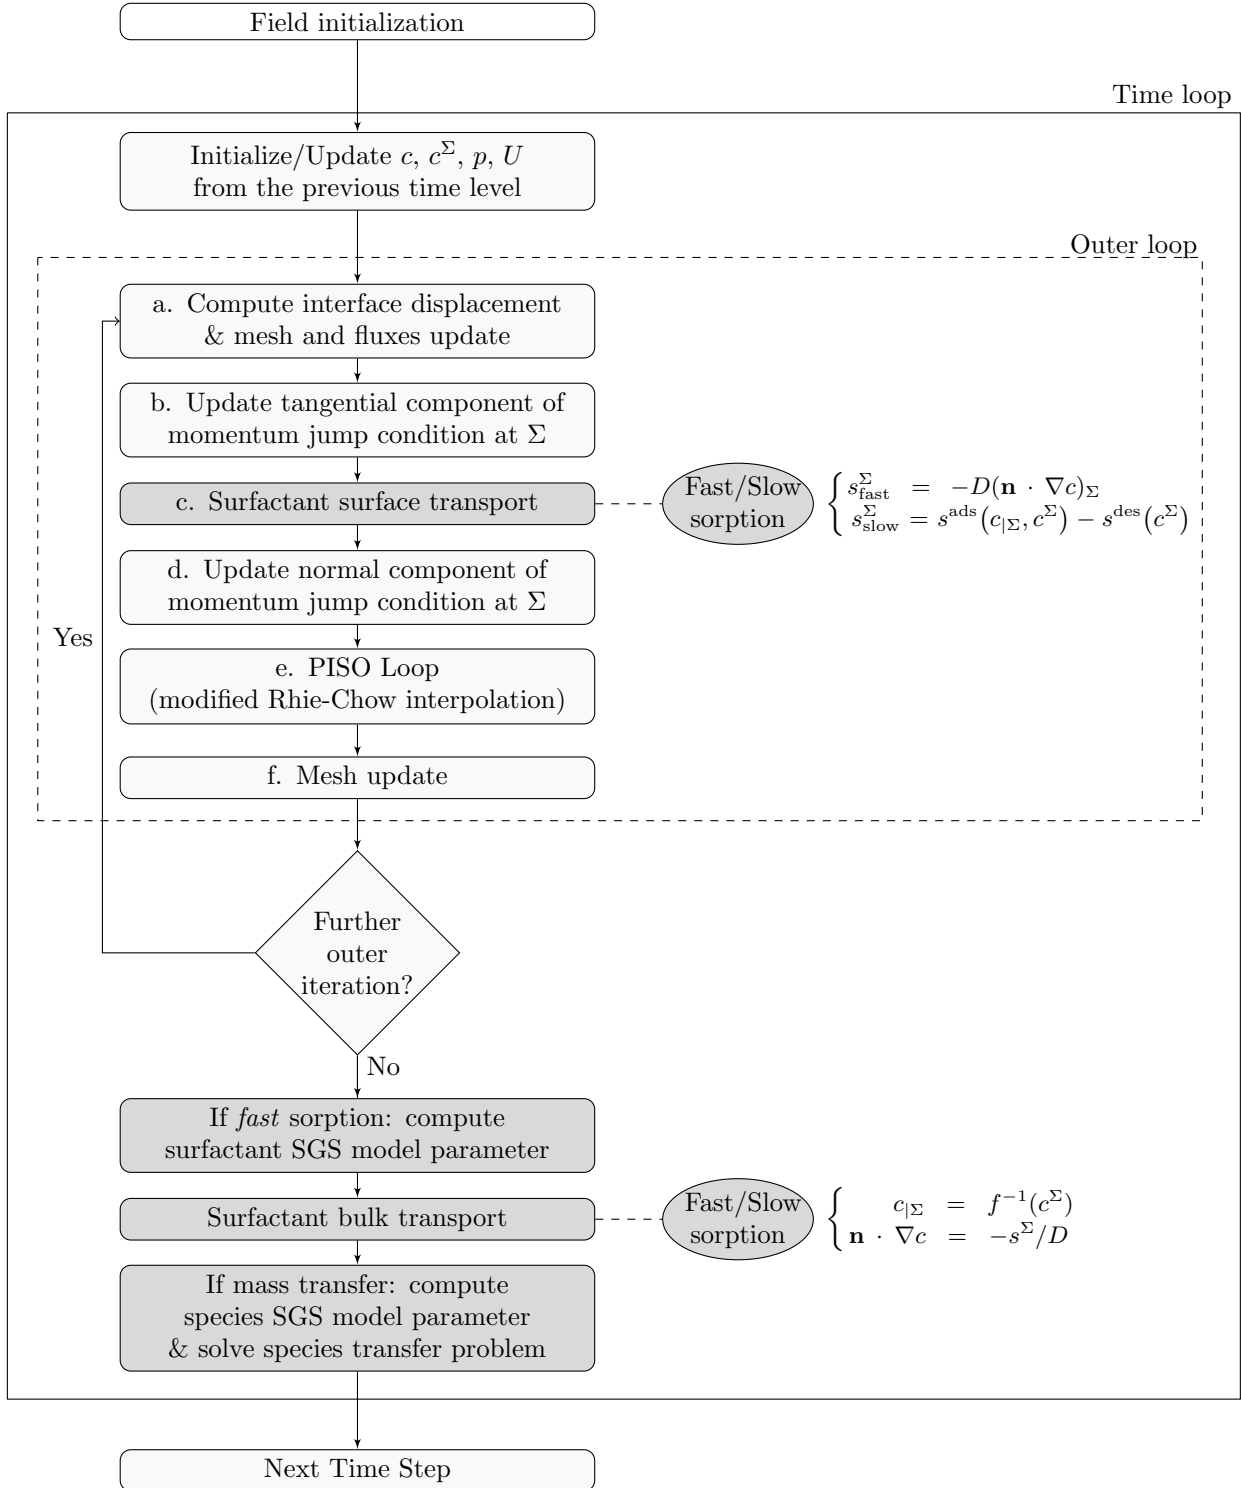 Field initialization
Time loop
Initialize/Update c, c^Σ, p, U
from the previous time level
Outer loop
a. Compute interface displacement
& mesh and fluxes update
b. Update tangential component of
momentum jump condition at Σ
c. Surfactant surface transport
Fast/Slow
sorption
s^Σ_fast = −D(n · ∇c)_Σ
s^Σ_slow = s^ads(c_|Σ, c^Σ) − s^des(c^Σ)
d. Update normal component of
momentum jump condition at Σ
Yes
e. PISO Loop
(modified Rhie-Chow interpolation)
f. Mesh update
Further
outer
iteration?
No
If fast sorption: compute
surfactant SGS model parameter
Surfactant bulk transport
Fast/Slow
sorption
c_|Σ = f^−1(c^Σ)
n · ∇c = −s^Σ/D
If mass transfer: compute
species SGS model parameter
& solve species transfer problem
Next Time Step